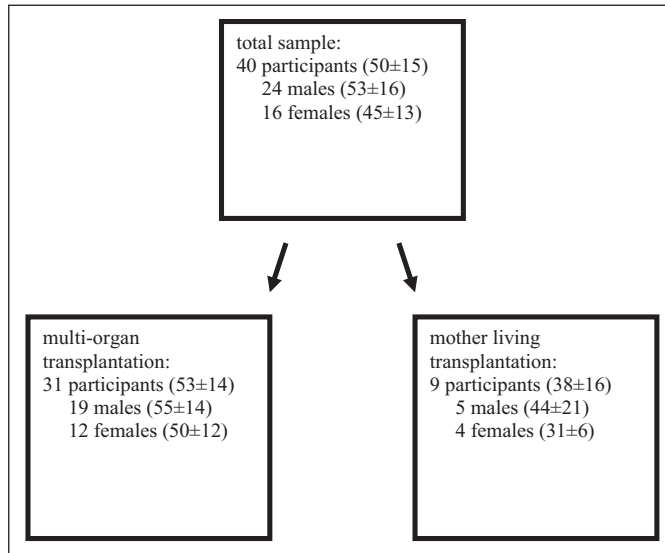 total sample:
40 participants (50±15)
24 males (53±16)
16 females (45±13)
multi-organ
transplantation:
31 participants (53±14)
19 males (55±14)
12 females (50±12)
mother living
transplantation:
9 participants (38±16)
5 males (44±21)
4 females (31±6)